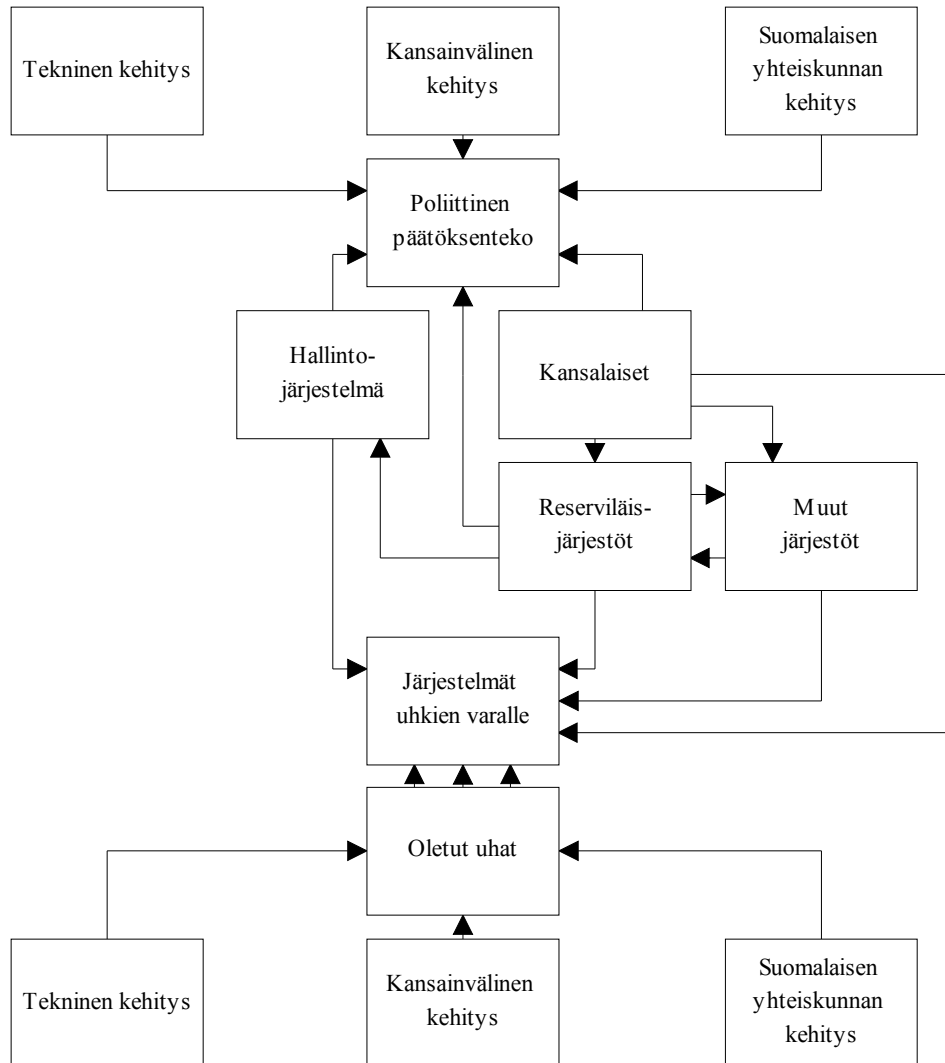 Tekninen kehitys
Kansainvälinen
kehitys
Suomalaisen
yhteiskunnan
kehitys
Poliittinen
päätöksenteko
Hallinto-
järjestelmä
Kansalaiset
Reserviläis-
järjestöt
Muut
järjestöt
Järjestelmät
uhkien varalle
Oletut uhat
Tekninen kehitys
Kansainvälinen
kehitys
Suomalaisen
yhteiskunnan
kehitys